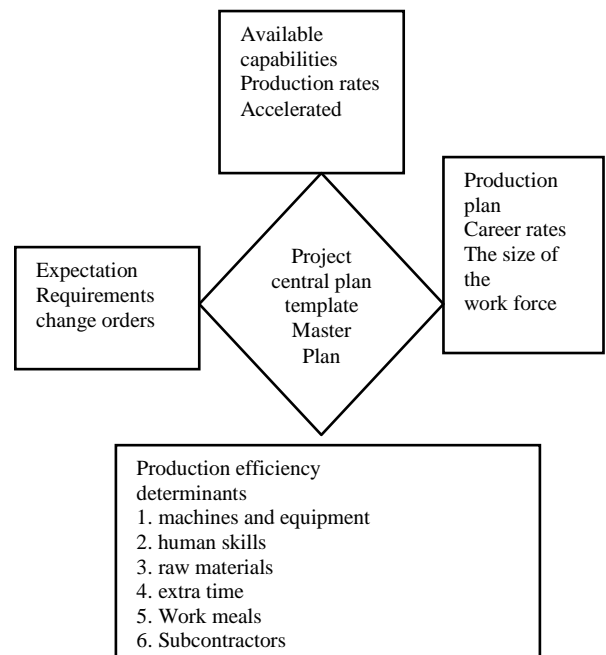 Available
capabilities
Production rates
Accelerated
Production
plan
Career rates
The size of
the
work force
Expectation
Requirements
change orders
Project
central plan
template
Master
Plan
Production efficiency
determinants
1. machines and equipment
2. human skills
3. raw materials
4. extra time
5. Work meals
6. Subcontractors